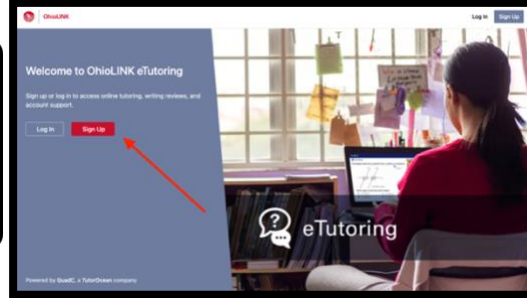 OhioLINK
Log In
Sign Up
Welcome to OhioLINK eTutoring
Sign up or log in to access online tutoring, writing reviews, and
account support.
Log In
Sign Up
eTutoring
Powered by QuadC, a TutorOcean company